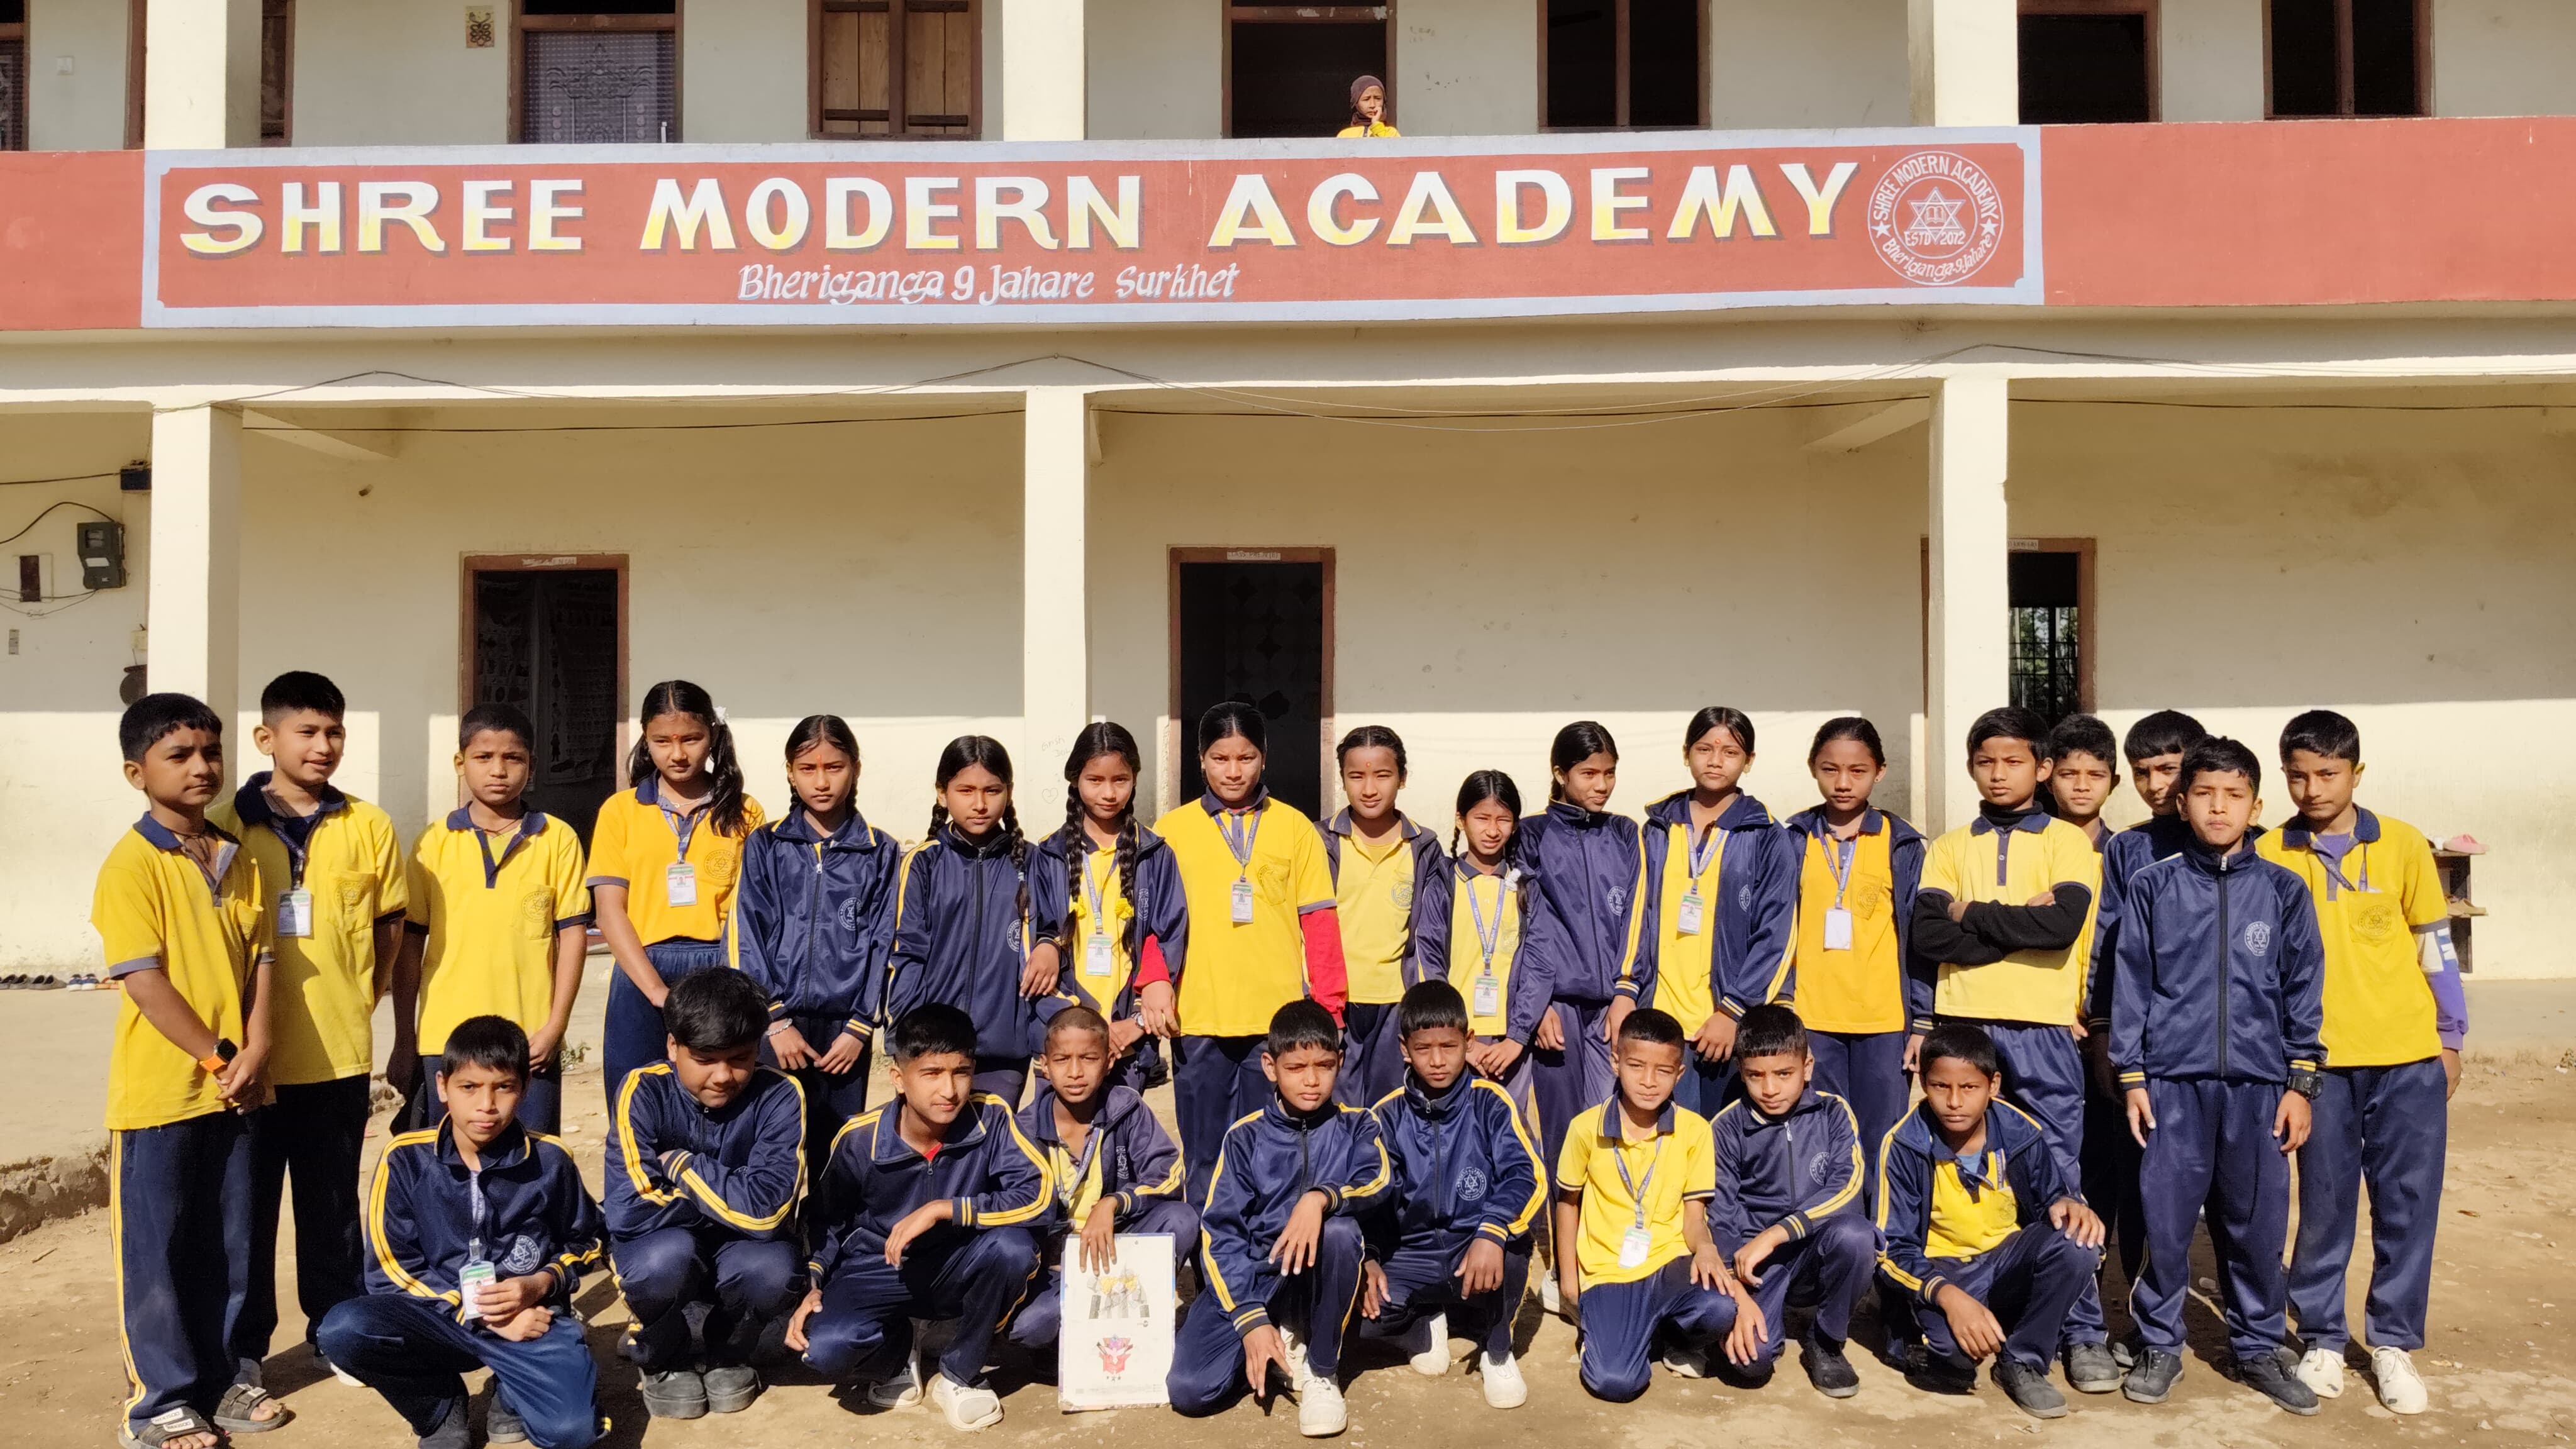 SHREE MODERN ACADEMY
Bheriganga 9 Jahare Surkhet
SHREE MODERN ACADEMY
ESTD 2072
Bheriganga-9 Jahare